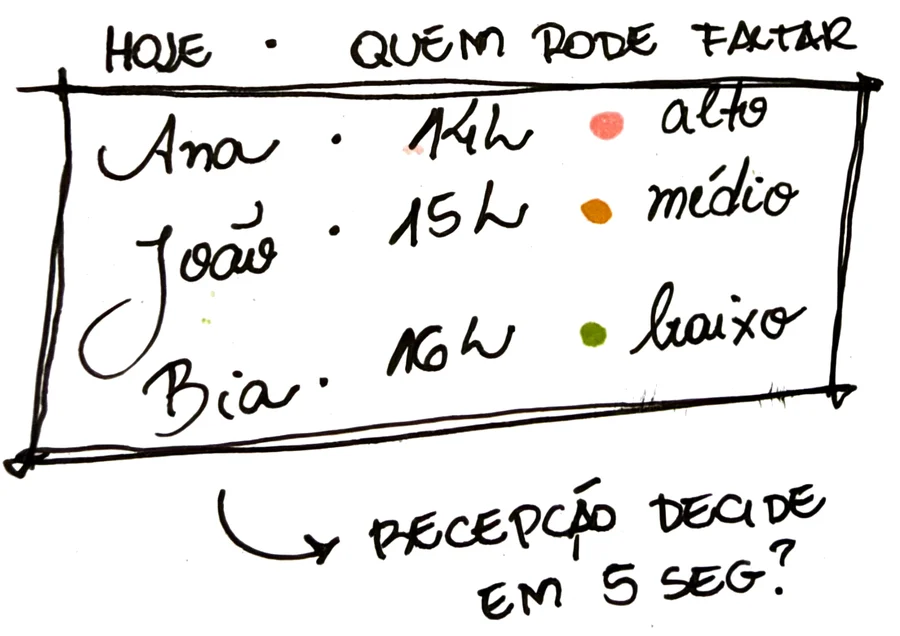 HOJE · QUEM PODE FALTAR
Ana · 14h alto
João · 15h médio
Bia · 16h baixo
RECEPÇÃO DECIDE
EM 5 SEG?